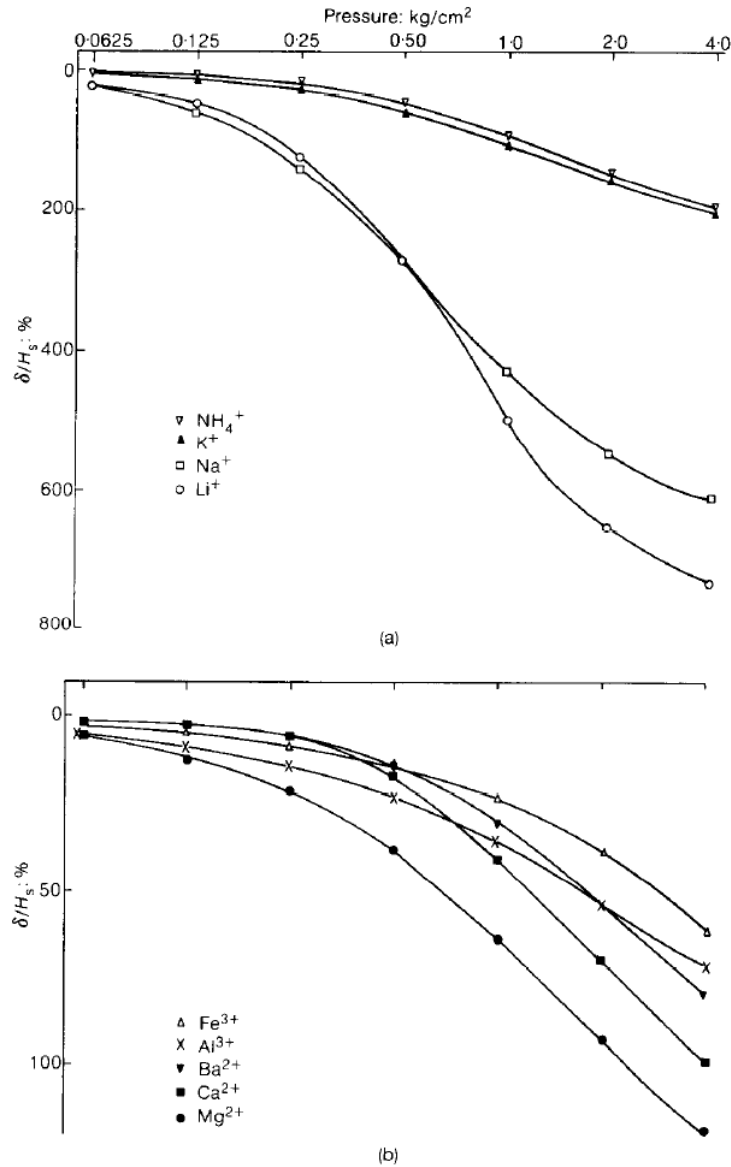 Pressure: kg/cm²
0·0625 0·125 0·25 0·50 1·0 2·0 4·0
0
200
400
600
800
δ/Hₛ: %
NH₄⁺
K⁺
Na⁺
Li⁺
(a)
0
50
100
δ/Hₛ: %
Fe³⁺
Al³⁺
Ba²⁺
Ca²⁺
Mg²⁺
(b)